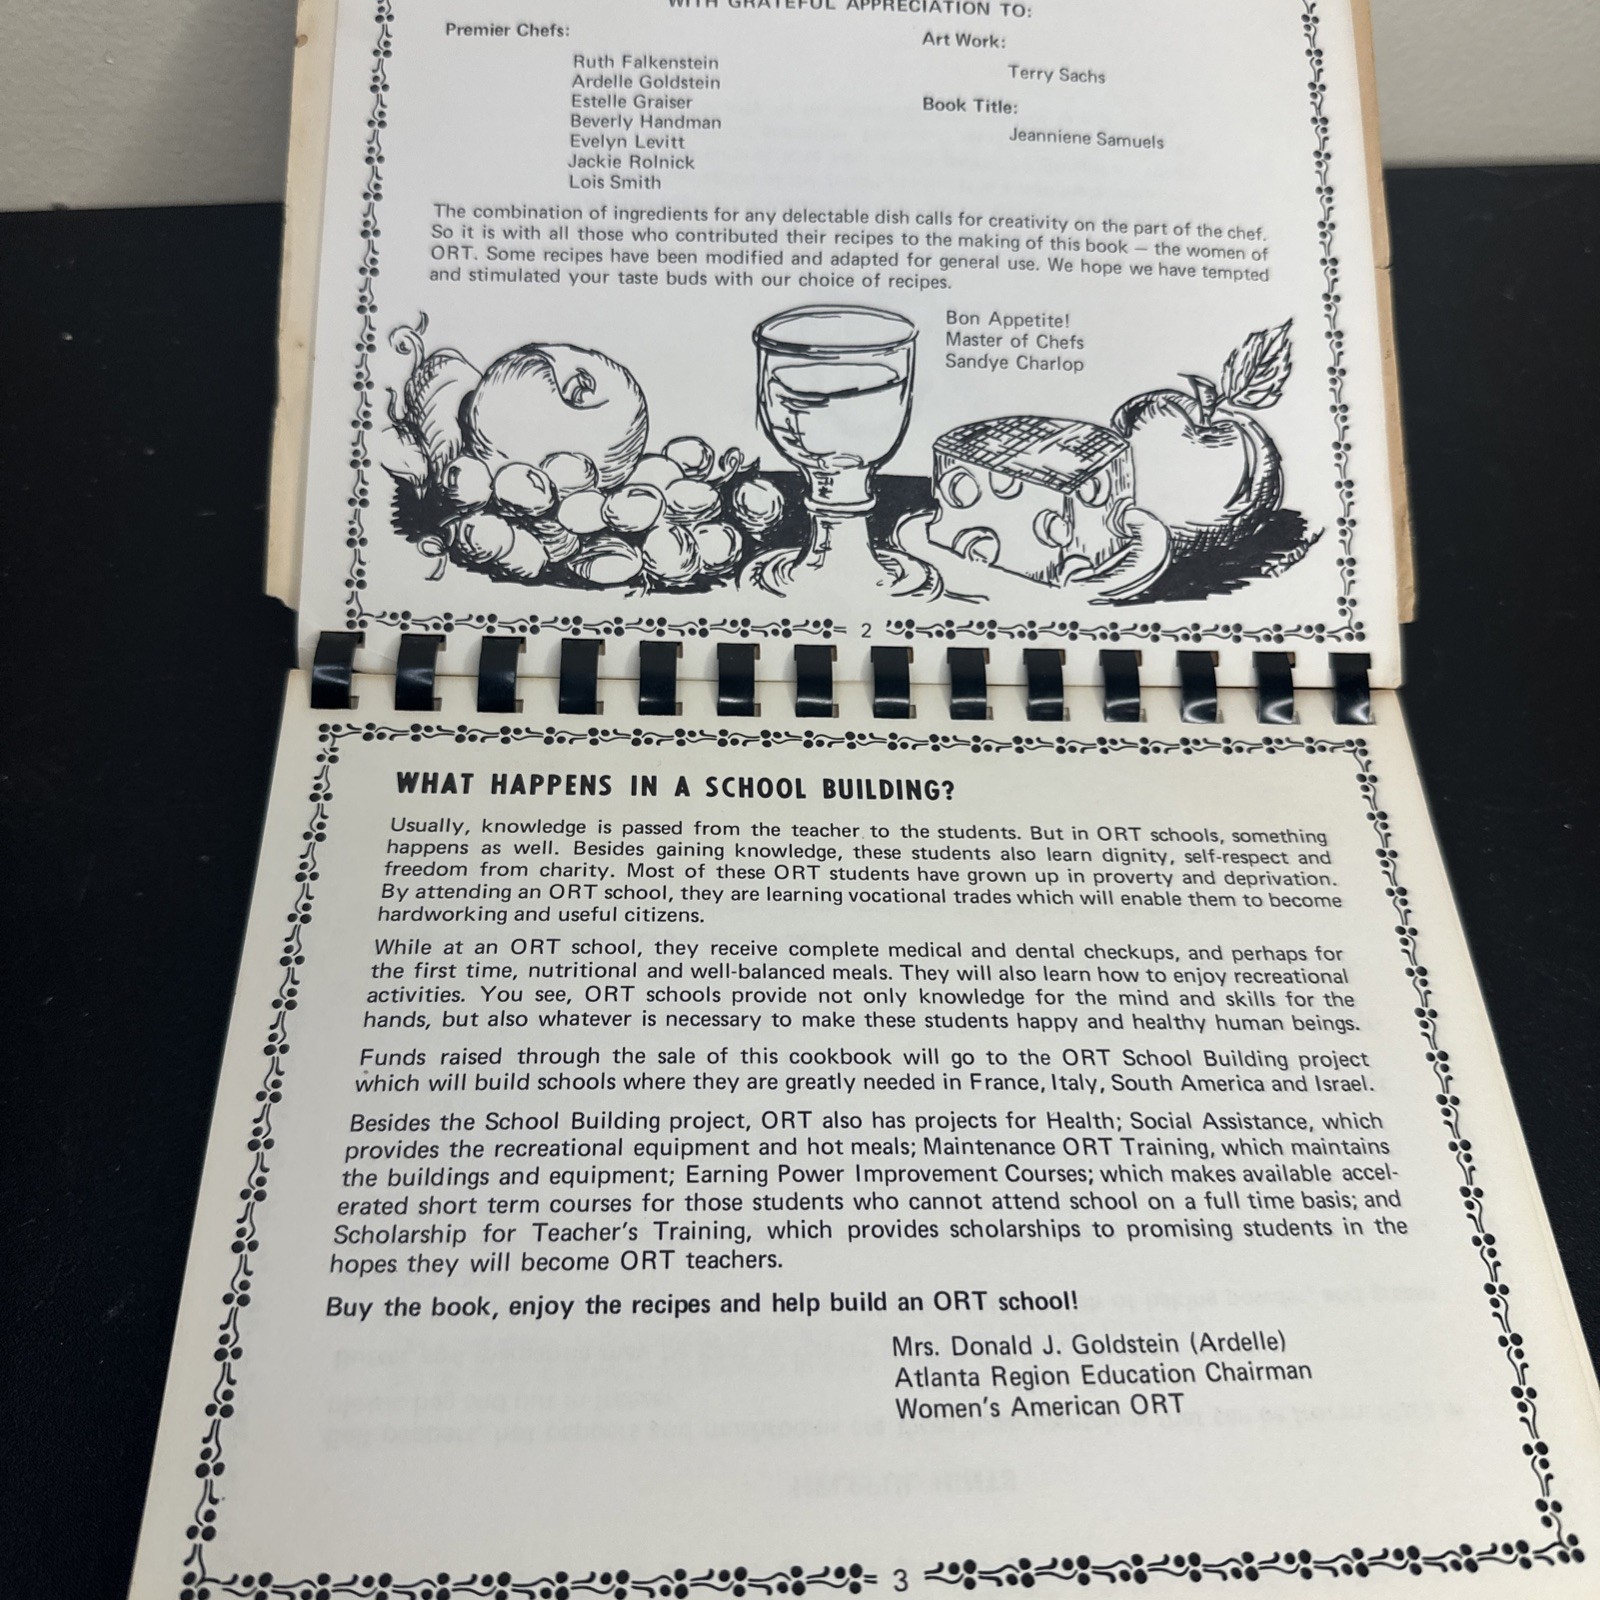 WITH GRATEFUL APPRECIATION TO:
Premier Chefs:
Ruth Falkenstein
Ardelle Goldstein
Estelle Graiser
Beverly Handman
Evelyn Levitt
Jackie Rolnick
Lois Smith
Art Work:
Terry Sachs
Book Title:
Jeanniene Samuels
The combination of ingredients for any delectable dish calls for creativity on the part of the chef.
So it is with all those who contributed their recipes to the making of this book — the women of
ORT. Some recipes have been modified and adapted for general use. We hope we have tempted
and stimulated your taste buds with our choice of recipes.
Bon Appetite!
Master of Chefs
Sandye Charlop
2
WHAT HAPPENS IN A SCHOOL BUILDING?
Usually, knowledge is passed from the teacher to the students. But in ORT schools, something
happens as well. Besides gaining knowledge, these students also learn dignity, self-respect and
freedom from charity. Most of these ORT students have grown up in proverty and deprivation.
By attending an ORT school, they are learning vocational trades which will enable them to become
hardworking and useful citizens.
While at an ORT school, they receive complete medical and dental checkups, and perhaps for
the first time, nutritional and well-balanced meals. They will also learn how to enjoy recreational
activities. You see, ORT schools provide not only knowledge for the mind and skills for the
hands, but also whatever is necessary to make these students happy and healthy human beings.
Funds raised through the sale of this cookbook will go to the ORT School Building project
which will build schools where they are greatly needed in France, Italy, South America and Israel.
Besides the School Building project, ORT also has projects for Health; Social Assistance, which
provides the recreational equipment and hot meals; Maintenance ORT Training, which maintains
the buildings and equipment; Earning Power Improvement Courses; which makes available accel-
erated short term courses for those students who cannot attend school on a full time basis; and
Scholarship for Teacher's Training, which provides scholarships to promising students in the
hopes they will become ORT teachers.
Buy the book, enjoy the recipes and help build an ORT school!
Mrs. Donald J. Goldstein (Ardelle)
Atlanta Region Education Chairman
Women's American ORT
3